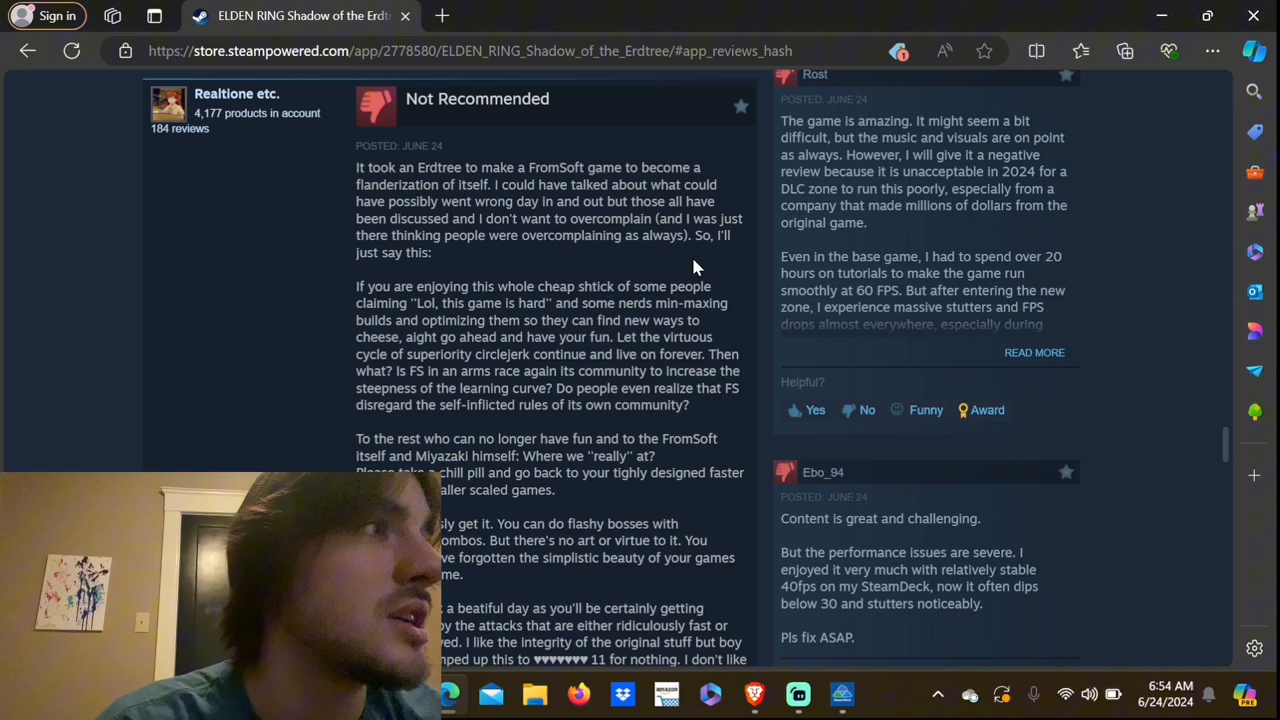 Sign in
ELDEN RING Shadow of the Erdtr
https://store.steampowered.com/app/2778580/ELDEN_RING_Shadow_of_the_Erdtree/#app_reviews_hash
1
Realtione etc.
4,177 products in account
184 reviews
Not Recommended
POSTED: JUNE 24
It took an Erdtree to make a FromSoft game to become a
flanderization of itself. I could have talked about what could
have possibly went wrong day in and out but those all have
been discussed and I don't want to overcomplain (and I was just
there thinking people were overcomplaining as always). So, I'll
just say this:
If you are enjoying this whole cheap shtick of some people
claiming "Lol, this game is hard" and some nerds min-maxing
builds and optimizing them so they can find new ways to
cheese, aight go ahead and have your fun. Let the virtuous
cycle of superiority circlejerk continue and live on forever. Then
what? Is FS in an arms race again its community to increase the
steepness of the learning curve? Do people even realize that FS
disregard the self-inflicted rules of its own community?
To the rest who can no longer have fun and to the FromSoft
itself and Miyazaki himself: Where we "really" at?
Please take a chill pill and go back to your tighly designed faster
aller scaled games.
sly get it. You can do flashy bosses with
ombos. But there's no art or virtue to it. You
ve forgotten the simplistic beauty of your games
me.
a beatiful day as you'll be certainly getting
by the attacks that are either ridiculously fast or
ved. I like the integrity of the original stuff but boy
mped up this to ♥♥♥♥♥♥♥ 11 for nothing. I don't like
Rost
POSTED: JUNE 24
The game is amazing. It might seem a bit
difficult, but the music and visuals are on point
as always. However, I will give it a negative
review because it is unacceptable in 2024 for a
DLC zone to run this poorly, especially from a
company that made millions of dollars from the
original game.
Even in the base game, I had to spend over 20
hours on tutorials to make the game run
smoothly at 60 FPS. But after entering the new
zone, I experience massive stutters and FPS
drops almost everywhere, especially during
READ MORE
Helpful?
Yes No Funny Award
Ebo_94
POSTED: JUNE 24
Content is great and challenging.
But the performance issues are severe. I
enjoyed it very much with relatively stable
40fps on my SteamDeck, now it often dips
below 30 and stutters noticeably.
Pls fix ASAP.
amazon
6:54 AM
6/24/2024
PRE